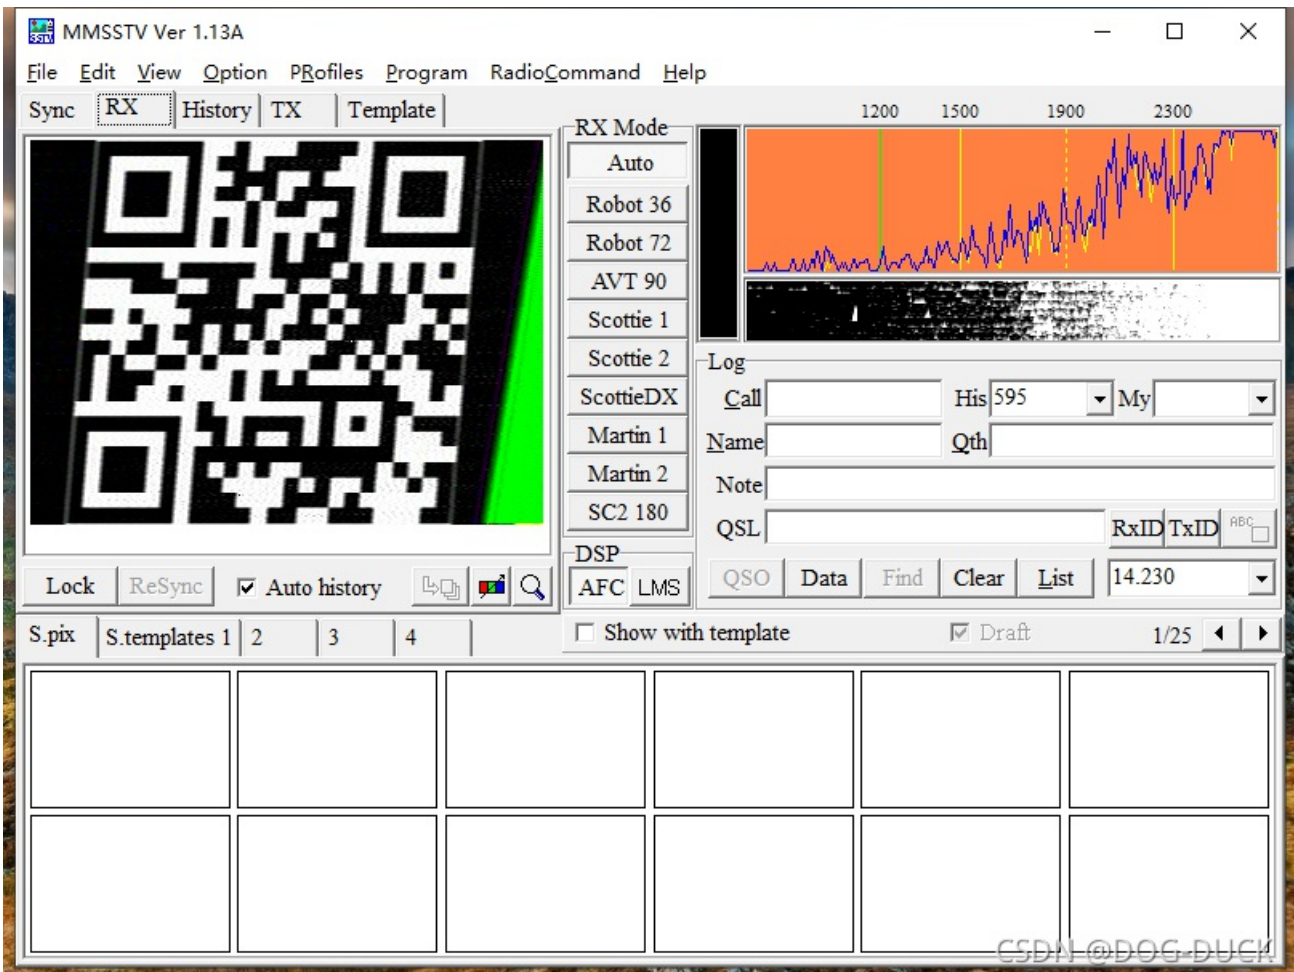 MMSSTV Ver 1.13A
File Edit View Option PRofiles Program RadioCommand Help
Sync RX History TX Template
RX Mode
Auto
Robot 36
Robot 72
AVT 90
Scottie 1
Scottie 2
ScottieDX
Martin 1
Martin 2
SC2 180
DSP
AFC LMS
1200 1500 1900 2300
Log
Call His 595 My
Name Qth
Note
QSL RxID TxID ABC
QSO Data Find Clear List 14.230
Lock ReSync Auto history
S.pix S.templates 1 2 3 4
Show with template Draft 1/25
CSDN @DOG-DUCK